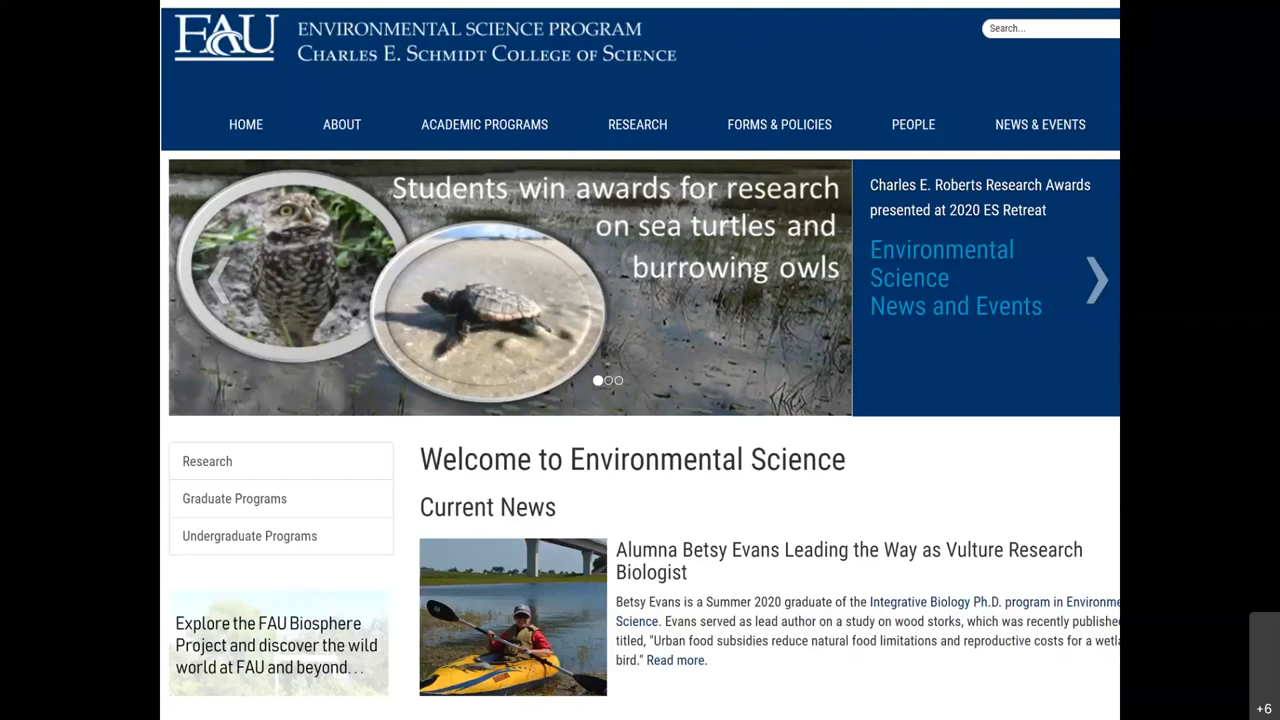 FAU
ENVIRONMENTAL SCIENCE PROGRAM
CHARLES E. SCHMIDT COLLEGE OF SCIENCE
Search...
HOME ABOUT ACADEMIC PROGRAMS RESEARCH FORMS & POLICIES PEOPLE NEWS & EVENTS
Students win awards for research
on sea turtles and
burrowing owls
Charles E. Roberts Research Awards
presented at 2020 ES Retreat
Environmental
Science
News and Events
Research
Graduate Programs
Undergraduate Programs
Explore the FAU Biosphere
Project and discover the wild
world at FAU and beyond...
Welcome to Environmental Science
Current News
Alumna Betsy Evans Leading the Way as Vulture Research
Biologist
Betsy Evans is a Summer 2020 graduate of the Integrative Biology Ph.D. program in Environme
Science. Evans served as lead author on a study on wood storks, which was recently published
titled, "Urban food subsidies reduce natural food limitations and reproductive costs for a wetla
bird." Read more.
+6